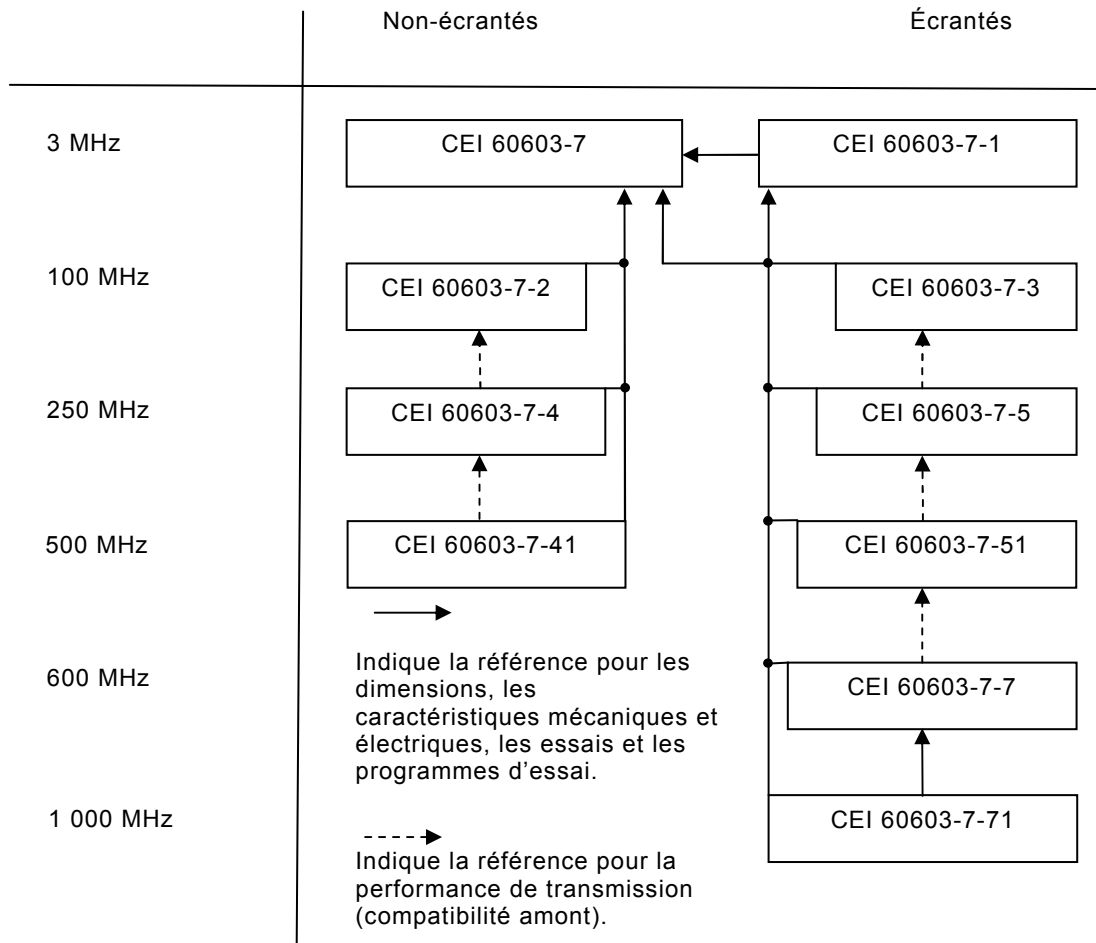 Non-écrantés
Écrantés
3 MHz
CEI 60603-7
CEI 60603-7-1
100 MHz
CEI 60603-7-2
CEI 60603-7-3
250 MHz
CEI 60603-7-4
CEI 60603-7-5
500 MHz
CEI 60603-7-41
CEI 60603-7-51
Indique la référence pour les
dimensions, les
caractéristiques mécaniques et
électriques, les essais et les
programmes d’essai.
600 MHz
CEI 60603-7-7
1 000 MHz
CEI 60603-7-71
Indique la référence pour la
performance de transmission
(compatibilité amont).